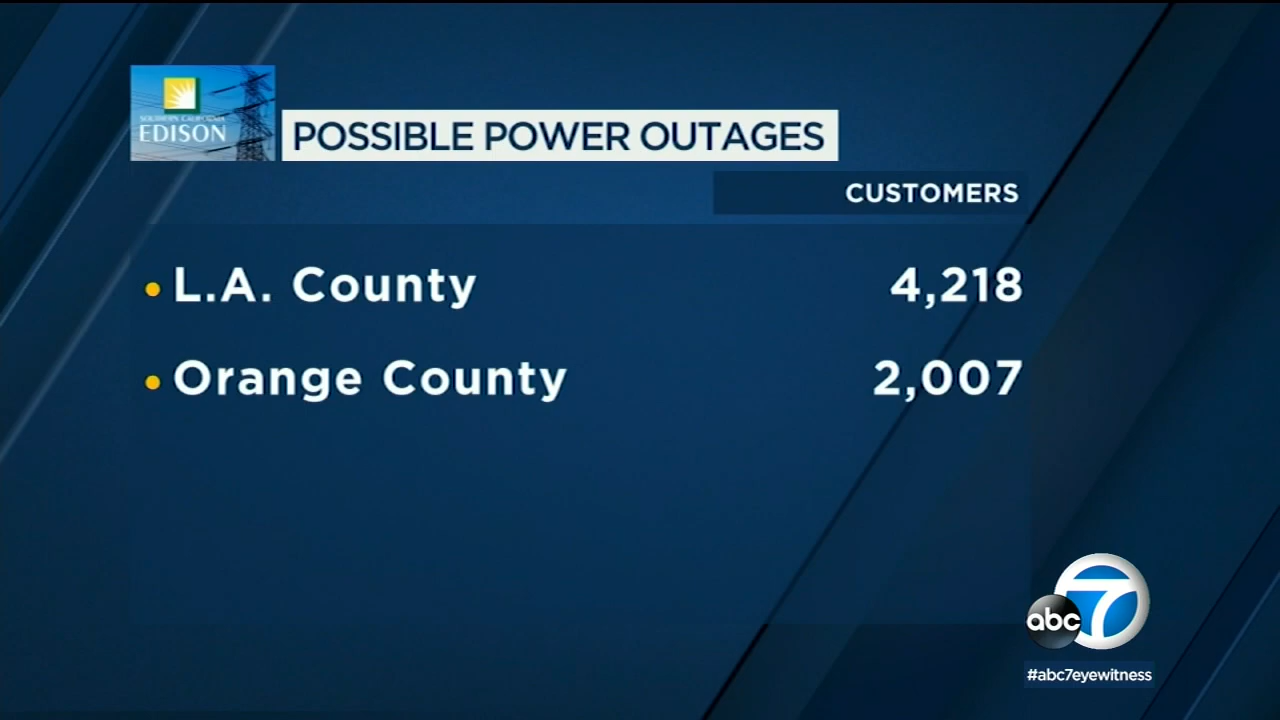 SOUTHERN CALIFORNIA
EDISON
POSSIBLE POWER OUTAGES
CUSTOMERS
• L.A. County 4,218
• Orange County 2,007
abc 7
#abc7eyewitness